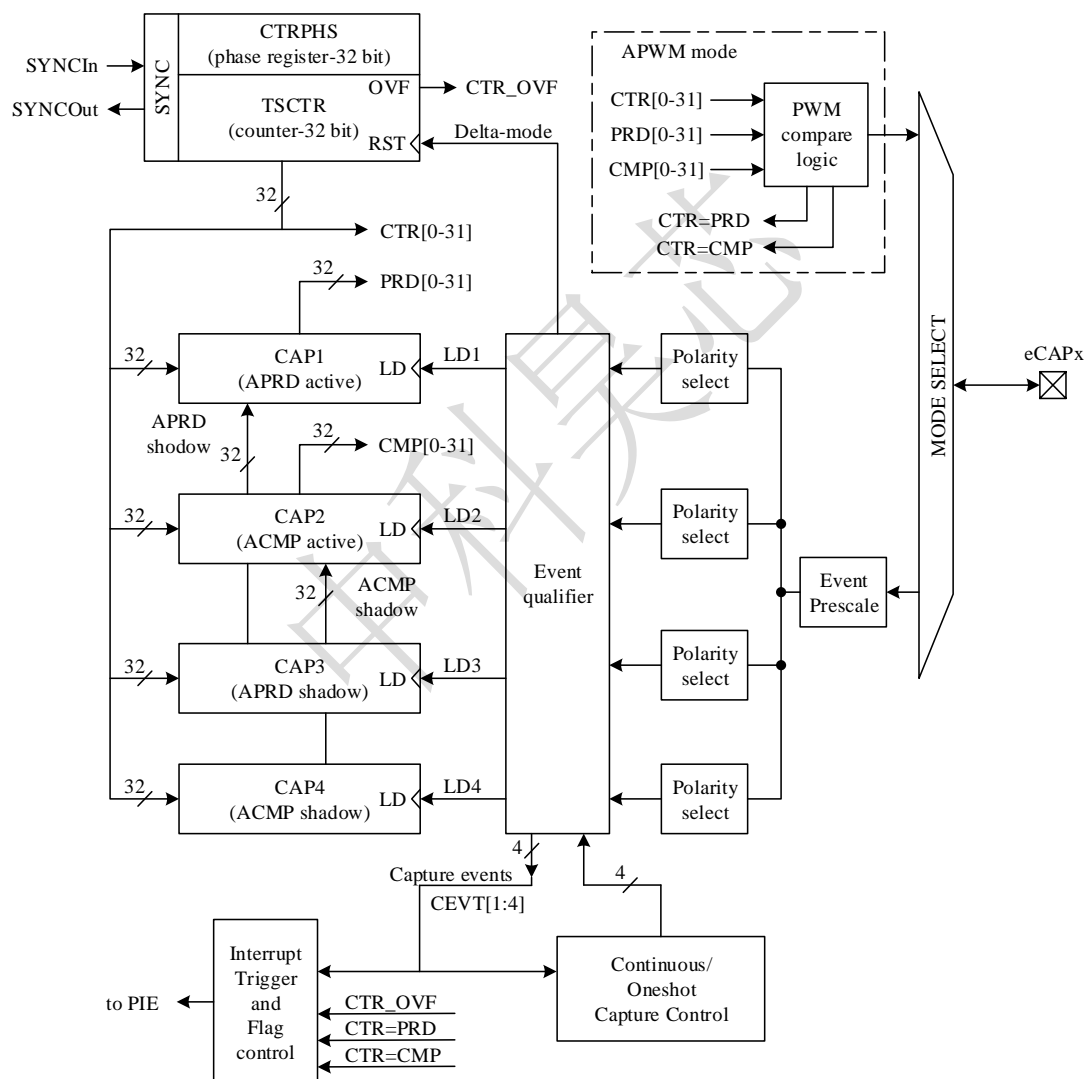 CTRPHS
(phase register-32 bit)
SYNC
SYNCIn
SYNCOut
OVF
CTR_OVF
TSCTR
(counter-32 bit)
RST
Delta-mode
APWM mode
CTR[0-31]
PRD[0-31]
CMP[0-31]
PWM
compare
logic
CTR=PRD
CTR=CMP
32
CTR[0-31]
32
PRD[0-31]
32
CAP1
(APRD active)
LD
LD1
Polarity
select
MODE SELECT
eCAPx
APRD
shodow
32
32
CMP[0-31]
32
CAP2
(ACMP active)
LD
LD2
Polarity
select
Event
qualifier
Event
Prescale
32
ACMP
shadow
32
CAP3
(APRD shadow)
LD
LD3
Polarity
select
32
CAP4
(ACMP shadow)
LD
LD4
Polarity
select
4
Capture events
CEVT[1:4]
4
Interrupt
Trigger
and
Flag
control
to PIE
CTR_OVF
CTR=PRD
CTR=CMP
Continuous/
Oneshot
Capture Control
中科昊芯